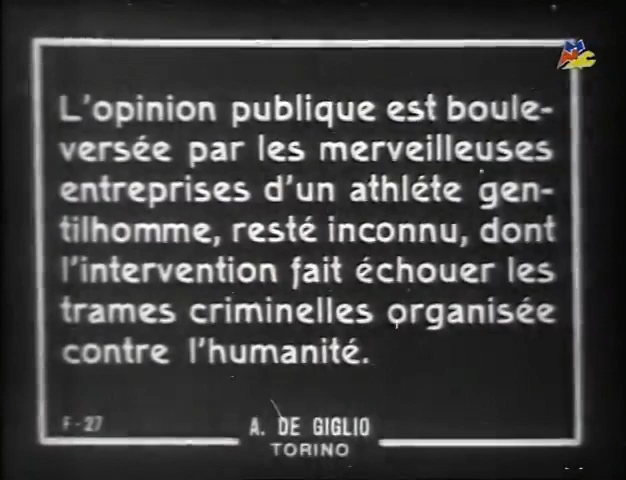 L'opinion publique est boule-
versée par les merveilleuses
entreprises d'un athléte gen-
tilhomme, resté inconnu, dont
l'intervention fait échouer les
trames criminelles organisée
contre l'humanité.
F-27
A. DE GIGLIO
TORINO